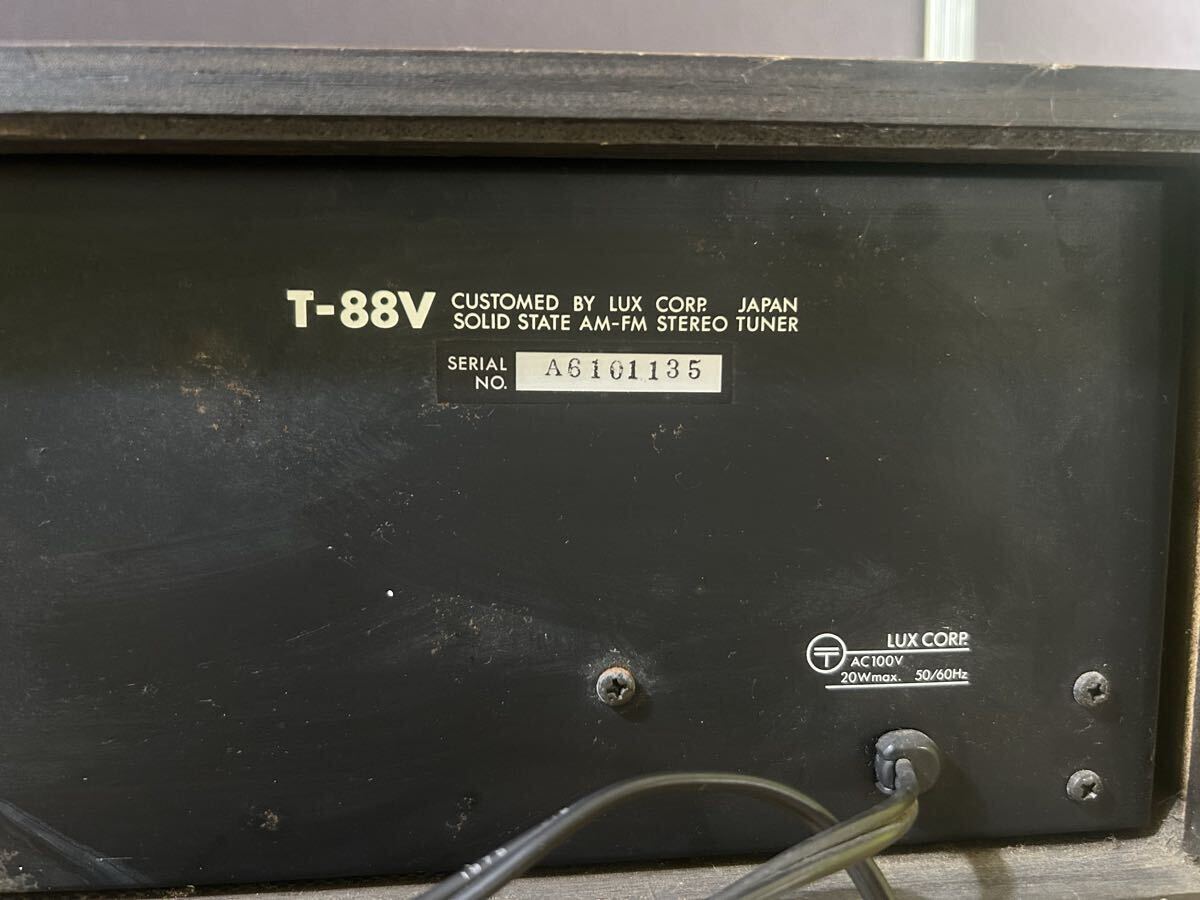 T-88V CUSTOMED BY LUX CORP. JAPAN
SOLID STATE AM-FM STEREO TUNER
SERIAL NO. A6101135
LUX CORP.
AC100V
20Wmax. 50/60Hz